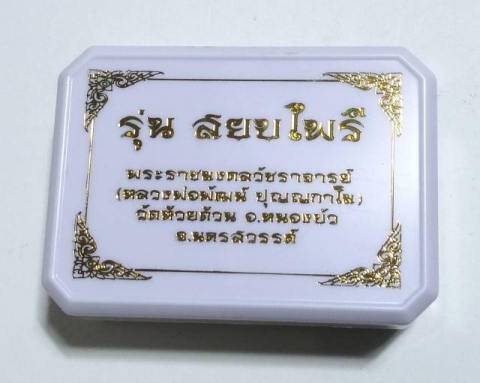 รุ่น สยบไพรี
พระราชมงคลวัชราจารย์
(หลวงพ่อพัฒน์ ปุญฺญกาโม)
วัดห้วยด้วน อ.หนองบัว
จ.นครสวรรค์